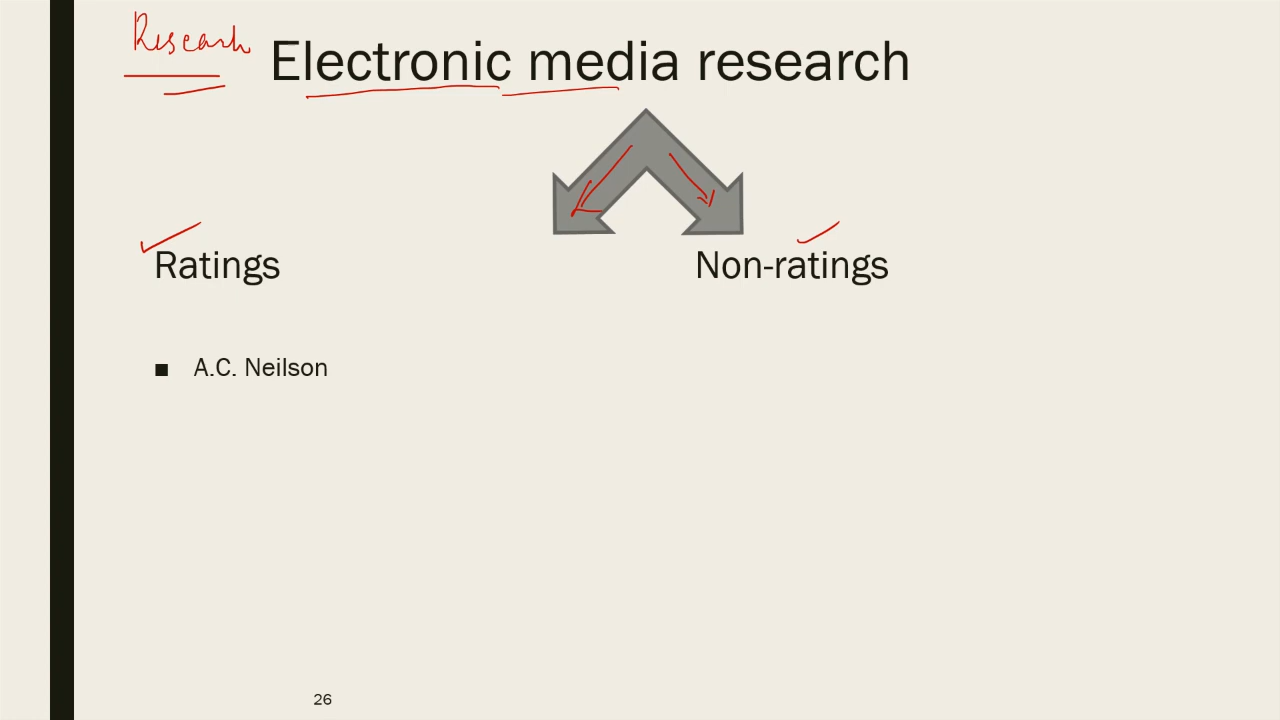 Research
Electronic media research
Ratings
Non-ratings
■ A.C. Neilson
26